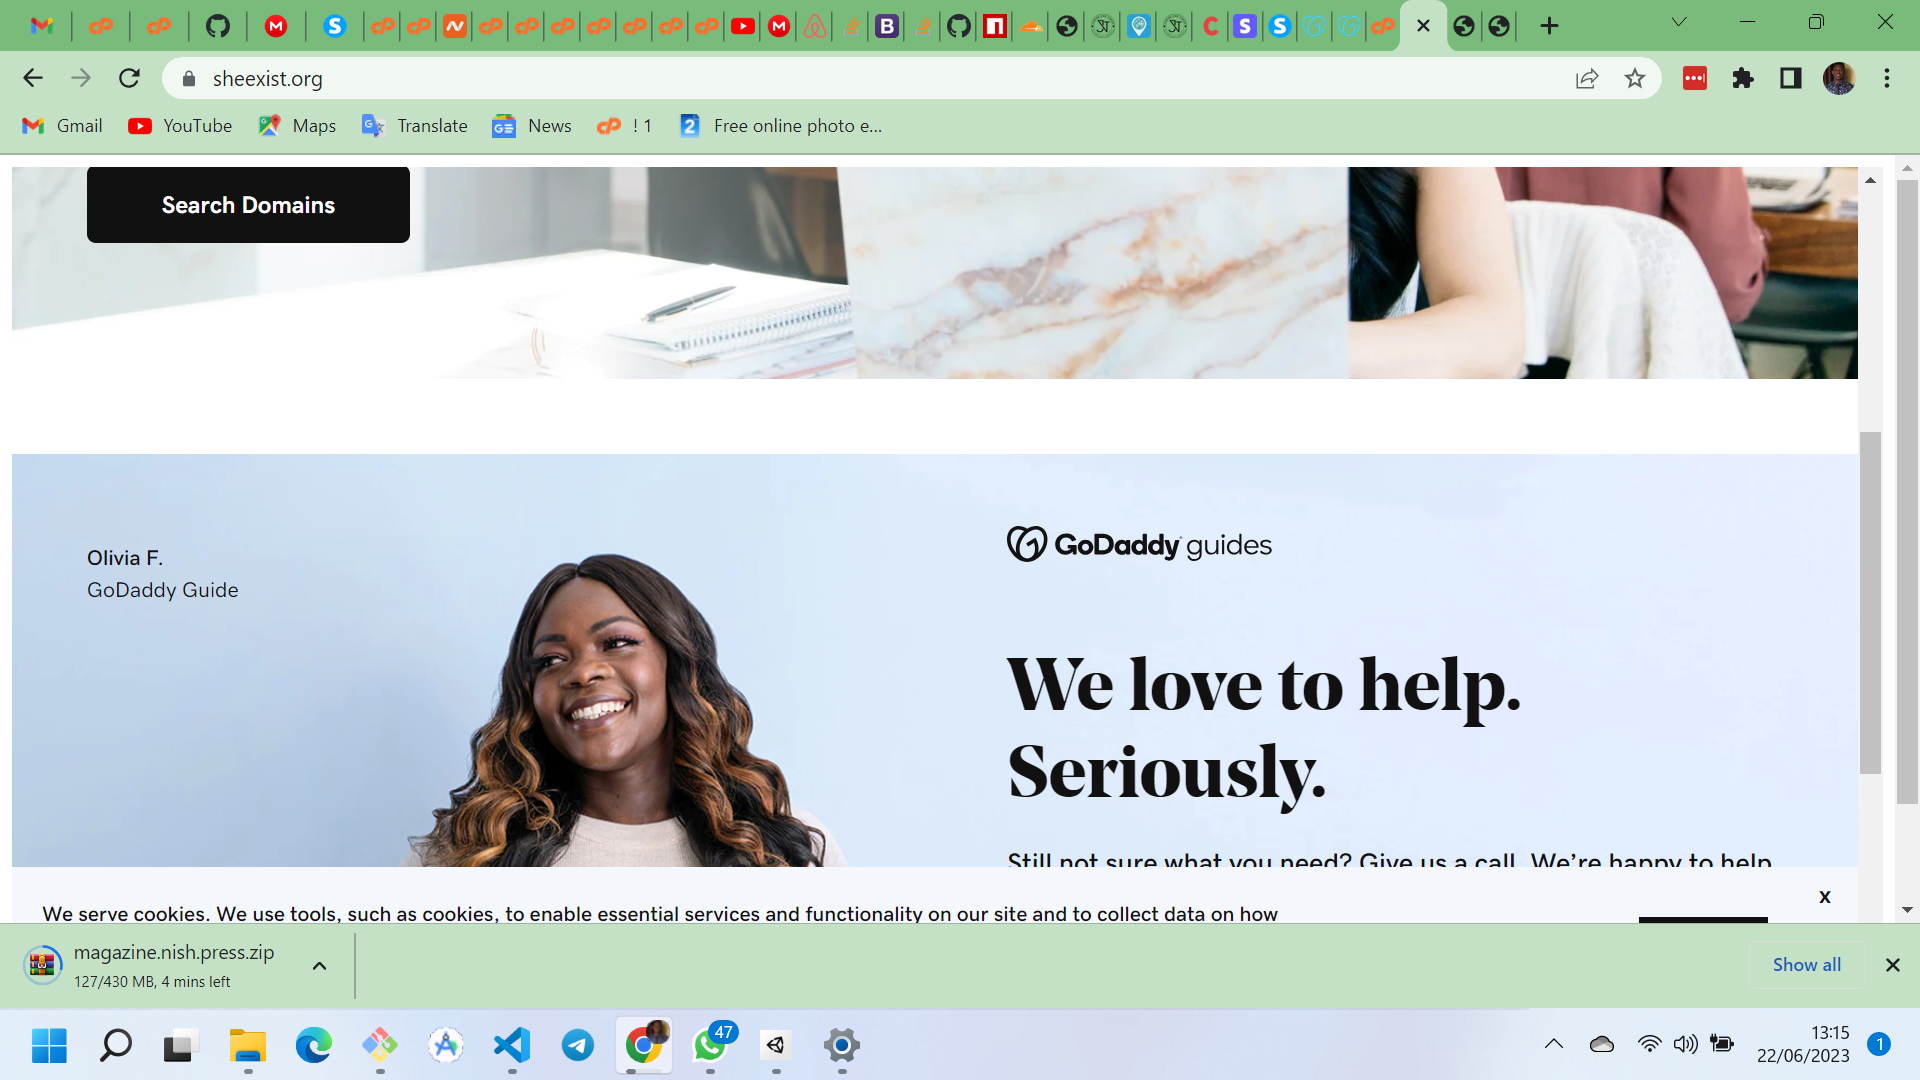 sheexist.org
Gmail
YouTube
Maps
Translate
News
! 1
Free online photo e...
Search Domains
Olivia F.
GoDaddy Guide
GoDaddy guides
We love to help.
Seriously.
Still not sure what you need? Give us a call. We’re happy to help
We serve cookies. We use tools, such as cookies, to enable essential services and functionality on our site and to collect data on how
x
magazine.nish.press.zip
127/430 MB, 4 mins left
Show all
47
13:15
22/06/2023
1